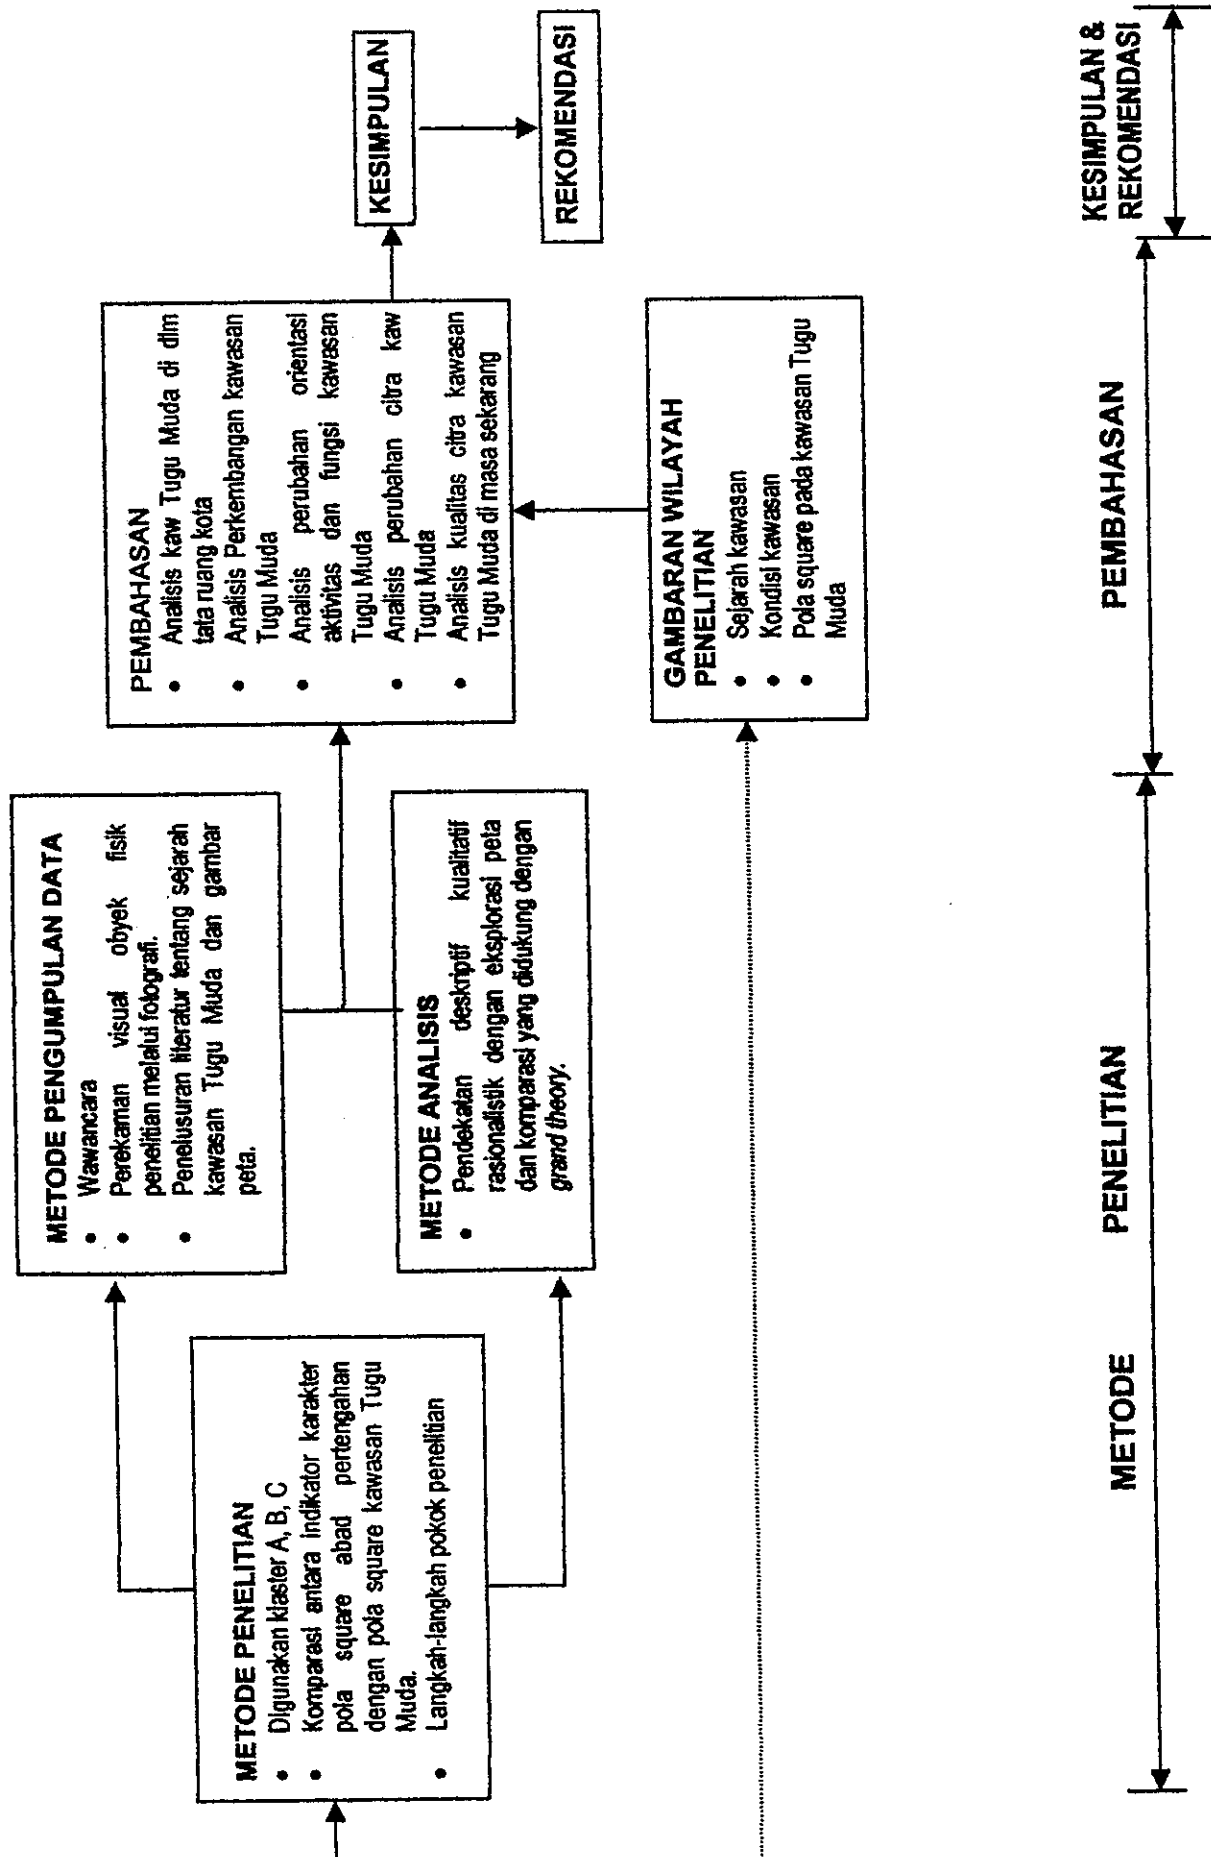 METODE PENELITIAN
• Digunakan klaster A, B, C
• Komparasi antara indikator karakter
pola square abad pertengahan
dengan pola square kawasan Tugu
Muda.
• Langkah-langkah pokok penelitian
METODE PENGUMPULAN DATA
• Wawancara
• Perekaman visual obyek fisik
penelitian melalui fotografi.
• Penelusuran literatur tentang sejarah
kawasan Tugu Muda dan gambar
peta.
METODE ANALISIS
• Pendekatan deskriptif kualitatif
rasionalistik dengan eksplorasi peta
dan komparasi yang didukung dengan
grand theory.
PEMBAHASAN
• Analisis kaw Tugu Muda di dlm
tata ruang kota
• Analisis Perkembangan kawasan
Tugu Muda
• Analisis perubahan orientasi
aktivitas dan fungsi kawasan
Tugu Muda
• Analisis perubahan citra kaw
Tugu Muda
• Analisis kualitas citra kawasan
Tugu Muda di masa sekarang
GAMBARAN WILAYAH
PENELITIAN
• Sejarah kawasan
• Kondisi kawasan
• Pola square pada kawasan Tugu
Muda
KESIMPULAN
REKOMENDASI
METODE PENELITIAN
PEMBAHASAN
KESIMPULAN &
REKOMENDASI